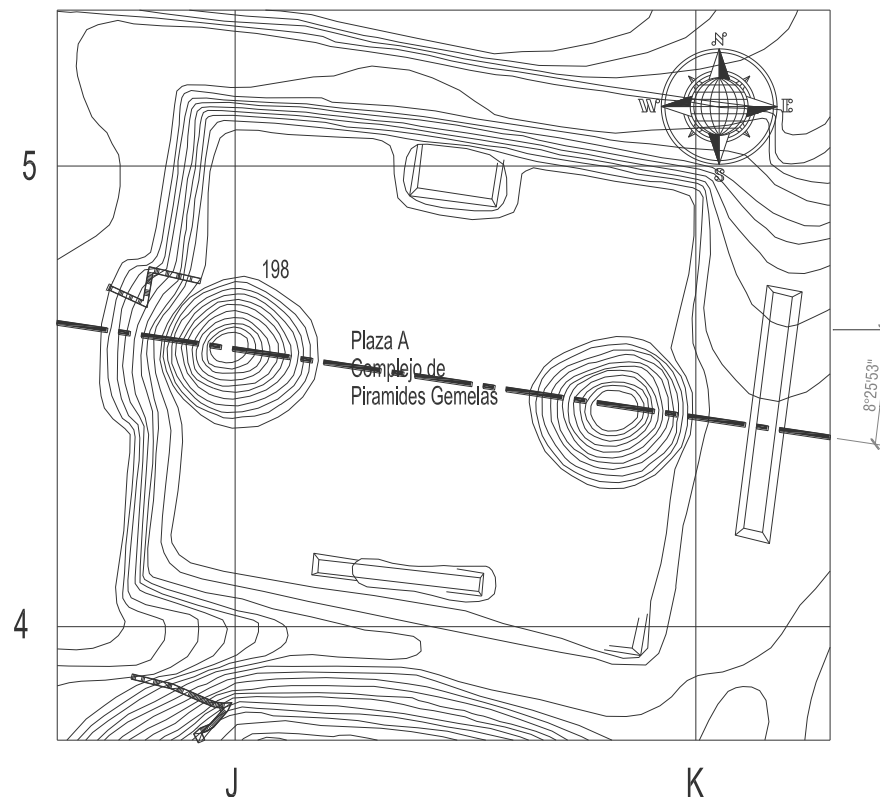 N
W E
S
5
198
Plaza A
Complejo de
Piramides Gemelas
8°25'53"
4
J K